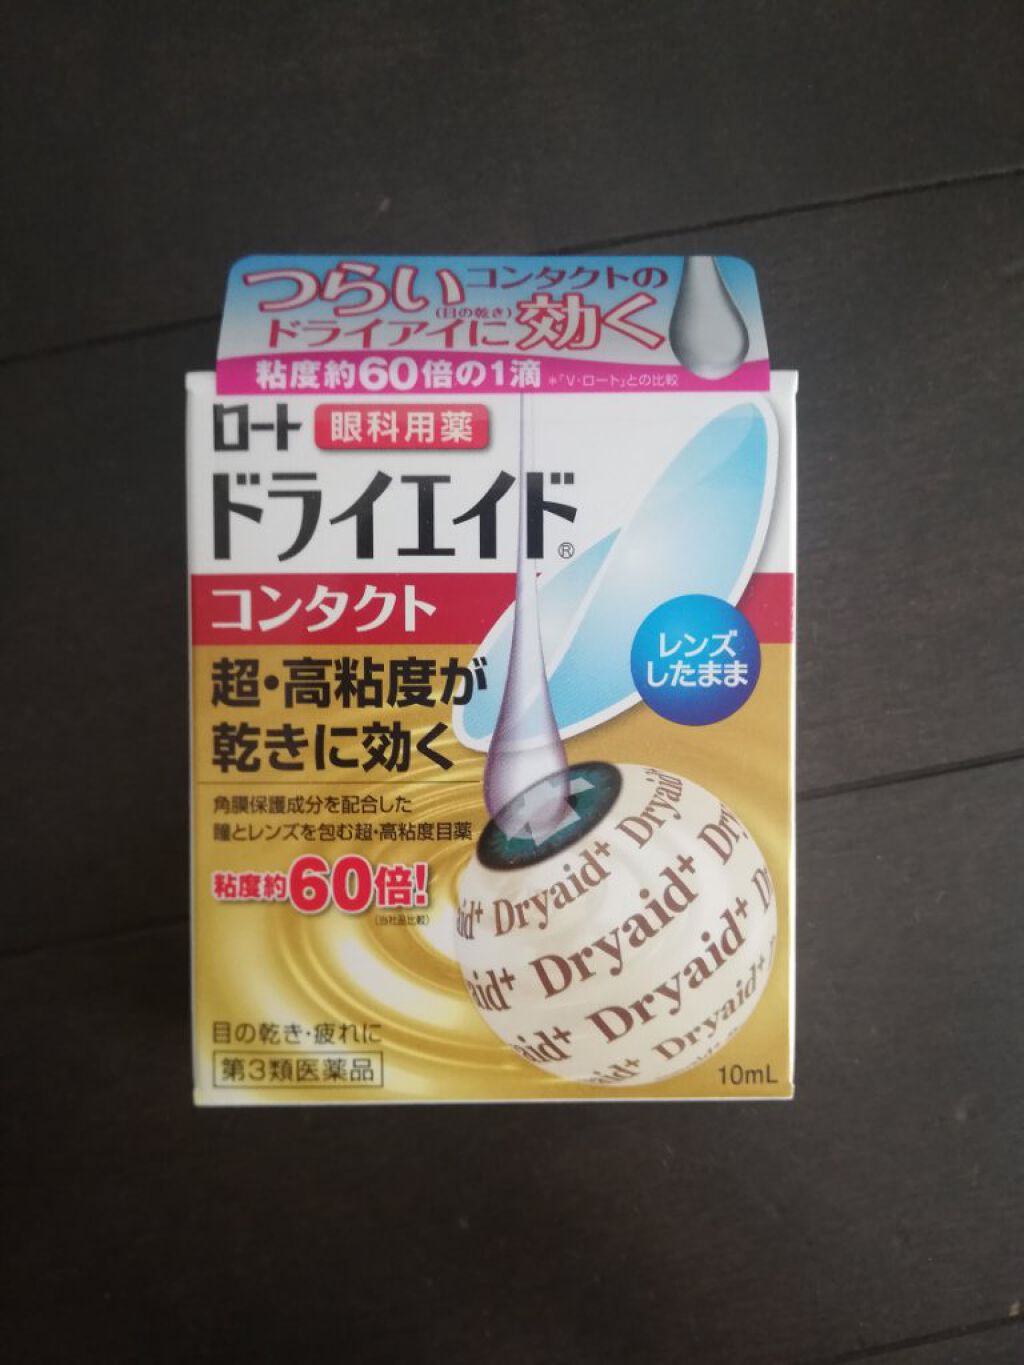 つらいコンタクトの
(目の乾き)
ドライアイに効く
粘度約60倍の1滴 *「V・ロート」との比較
ロート 眼科用薬
ドライエイド®
コンタクト
レンズ
したまま
超・高粘度が
乾きに効く
角膜保護成分を配合した
瞳とレンズを包む超・高粘度目薬
粘度約60倍!
(当社品比較)
aid+ Dryaid+ Dryaid
aid+ Dryaid+ Dry
aid+ Dryaid+ D
aid+ Dryaid+
目の乾き・疲れに
第3類医薬品
10mL